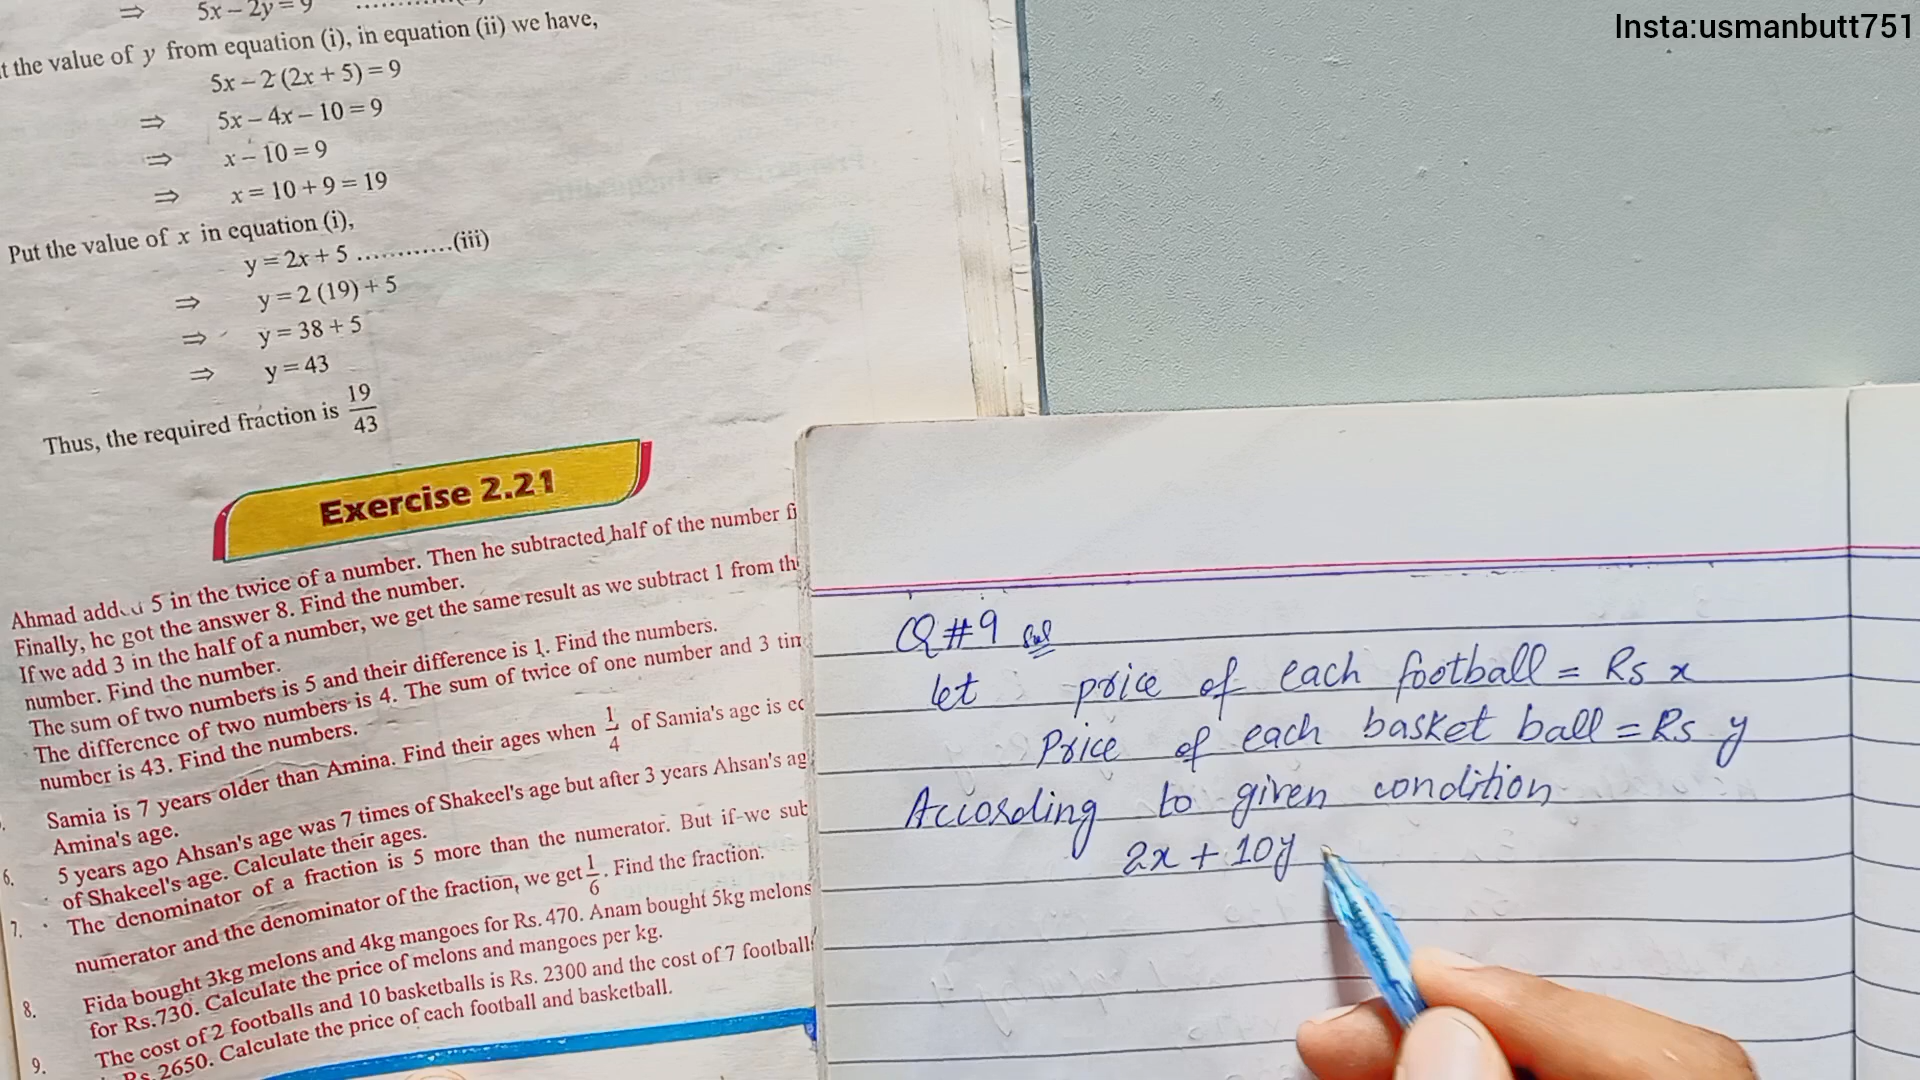 Insta:usmanbutt751
⇒ 5x – 2y = 9
t the value of y from equation (i), in equation (ii) we have,
5x – 2 (2x + 5) = 9
⇒ 5x – 4x – 10 = 9
⇒ x – 10 = 9
⇒ x = 10 + 9 = 19
Put the value of x in equation (i),
y = 2x + 5 ............(iii)
⇒ y = 2 (19) + 5
⇒ y = 38 + 5
⇒ y = 43
Thus, the required fraction is 19/43
Exercise 2.21
Ahmad added 5 in the twice of a number. Then he subtracted half of the number
Finally, he got the answer 8. Find the number.
If we add 3 in the half of a number, we get the same result as we subtract 1 from
number. Find the number.
The sum of two numbers is 5 and their difference is 1. Find the numbers.
The difference of two numbers is 4. The sum of twice of one number and 3
number is 43. Find the numbers.
Samia is 7 years older than Amina. Find their ages when 1/4 of Samia's age is
Amina's age.
6. 5 years ago Ahsan's age was 7 times of Shakeel's age but after 3 years Ahsan's
of Shakeel's age. Calculate their ages.
7. The denominator of a fraction is 5 more than the numerator. But if we
numerator and the denominator of the fraction, we get 1/6. Find the fraction.
8. Fida bought 3kg melons and 4kg mangoes for Rs. 470. Anam bought 5kg melons
for Rs.730. Calculate the price of melons and mangoes per kg.
9. The cost of 2 footballs and 10 basketballs is Rs. 2300 and the cost of 7
Rs.2650. Calculate the price of each football and basketball.
Q#9 Sol
let price of each football = Rs x
Price of each basket ball = Rs y
According to given condition
2x + 10y